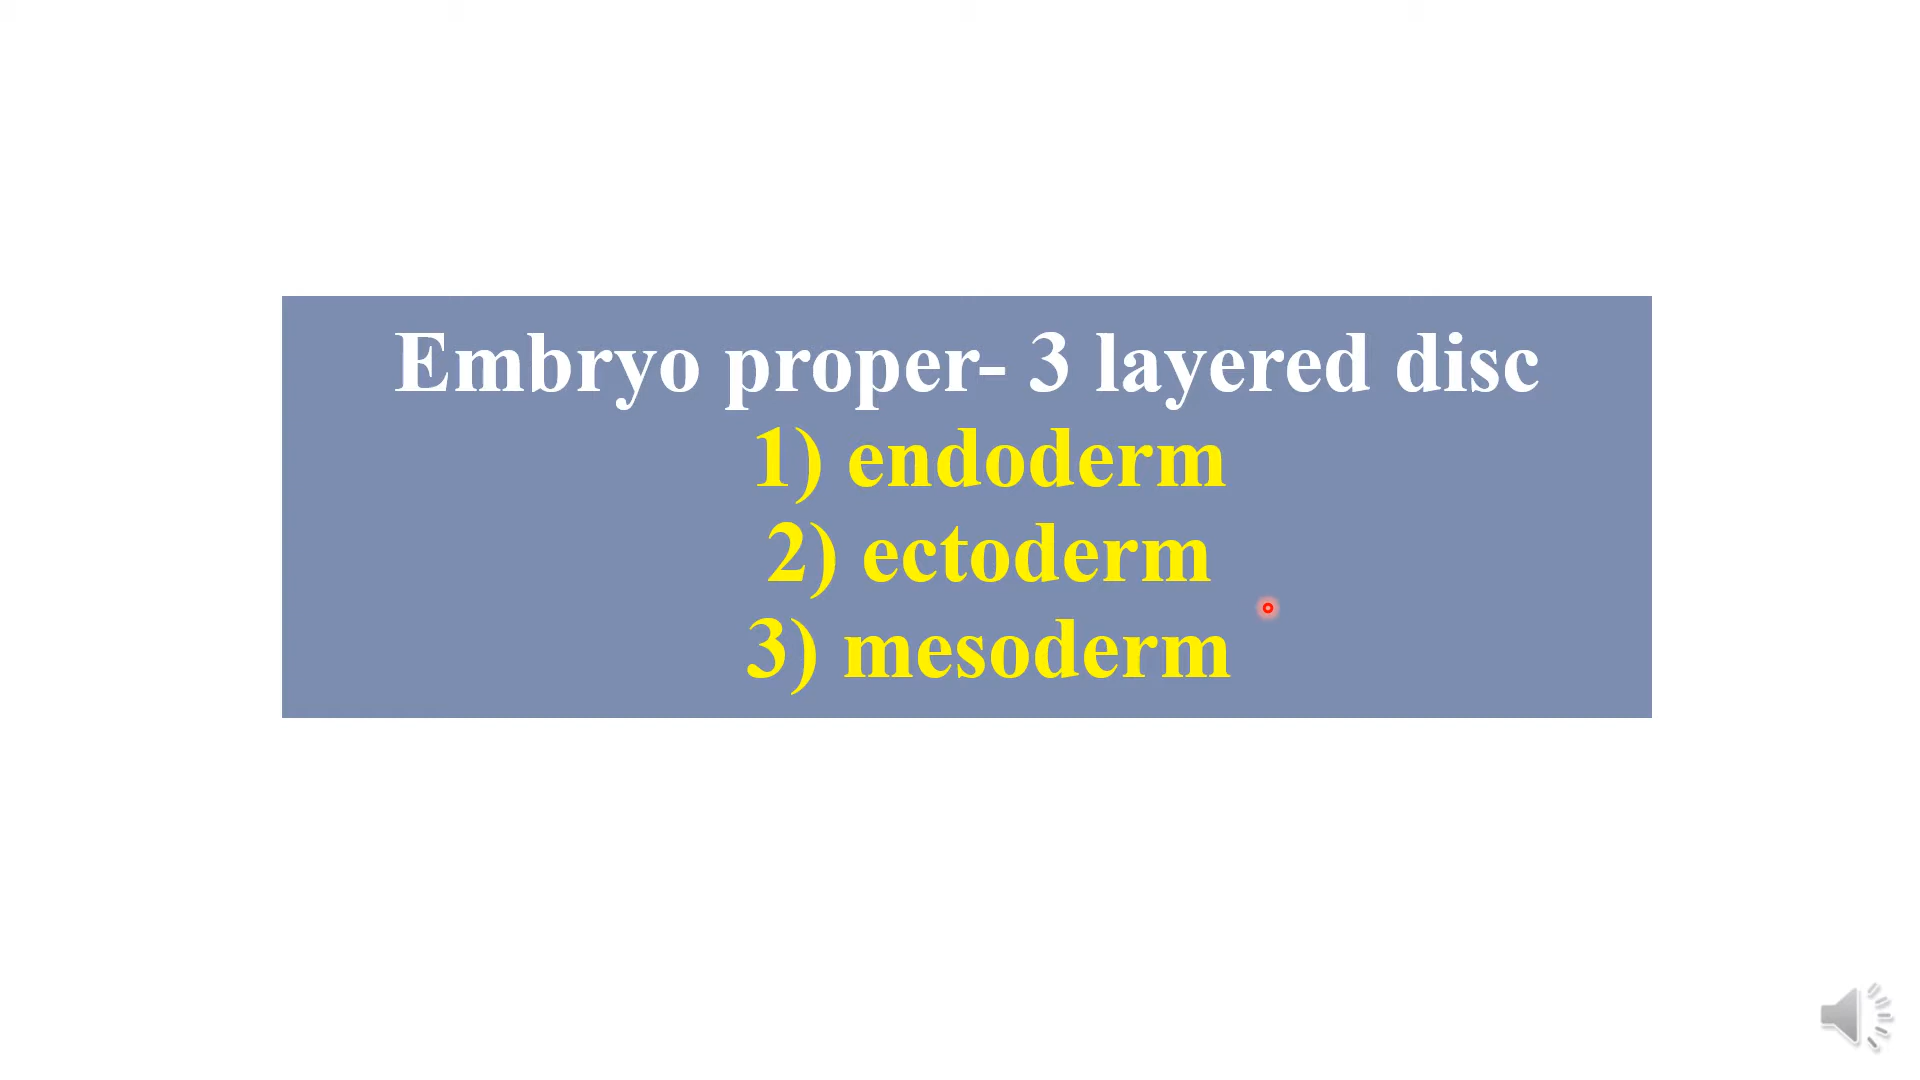 Embryo proper- 3 layered disc
1) endoderm
2) ectoderm
3) mesoderm